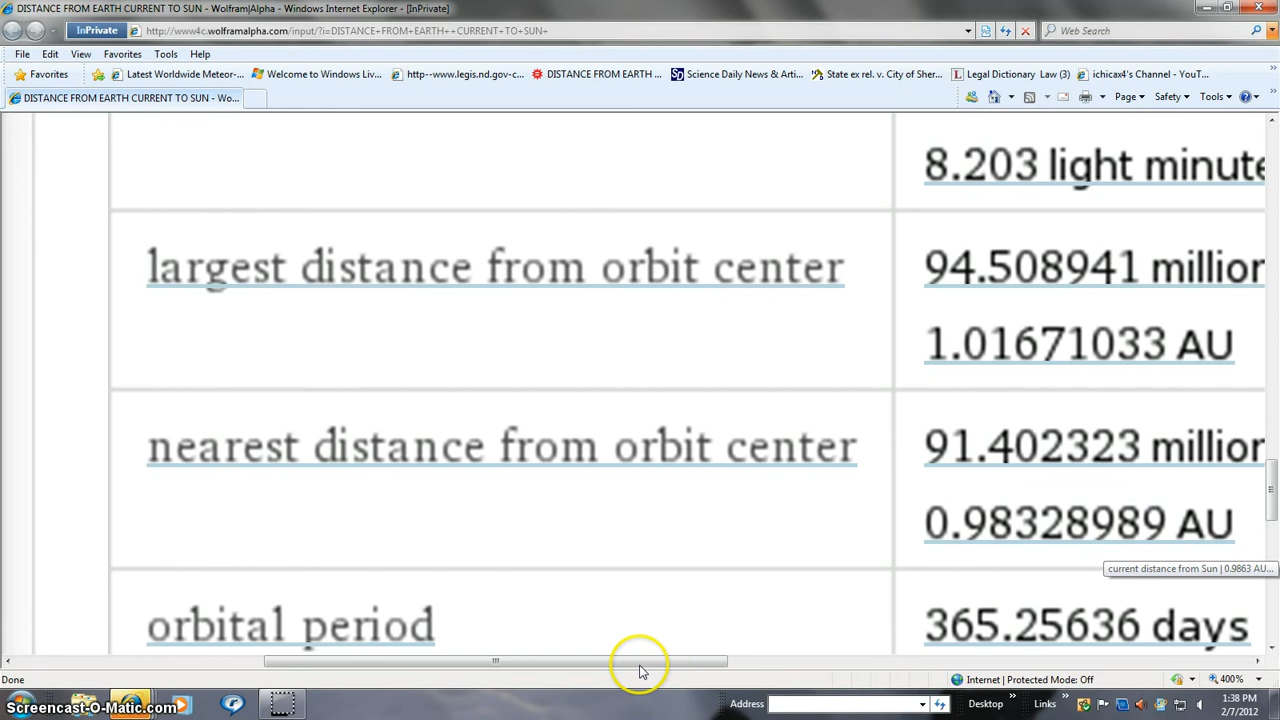 DISTANCE FROM EARTH CURRENT TO SUN - Wolfram|Alpha - Windows Internet Explorer - [InPrivate]
InPrivate http://www4c.wolframalpha.com/input/?i=DISTANCE+FROM+EARTH++CURRENT+TO+SUN+ Web Search
File Edit View Favorites Tools Help
Favorites Latest Worldwide Meteor-... Welcome to Windows Liv... http--www.legis.nd.gov-c... DISTANCE FROM EARTH ... Science Daily News & Arti... State ex rel. v. City of Sher... Legal Dictionary Law (3) ichicax4's Channel - YouT...
DISTANCE FROM EARTH CURRENT TO SUN - Wo... Page Safety Tools
8.203 light minute
largest distance from orbit center 94.508941 million
1.01671033 AU
nearest distance from orbit center 91.402323 million
0.98328989 AU
current distance from Sun | 0.9863 AU...
orbital period 365.25636 days
Done Internet | Protected Mode: Off 400%
Screencast-O-Matic.com Address Desktop Links 1:38 PM
2/7/2012